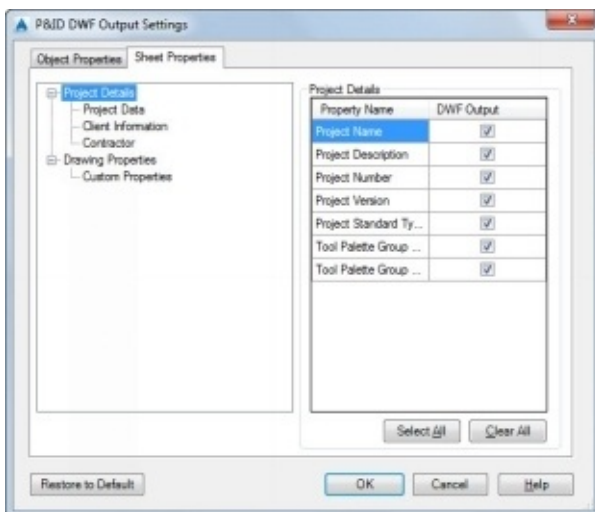 P&ID DWF Output Settings
Object Properties Sheet Properties
Project Details
Project Data
Client Information
Contractor
Drawing Properties
Custom Properties
Project Details
Property Name DWF Output
Project Name
Project Description
Project Number
Project Version
Project Standard Ty...
Tool Palette Group ...
Tool Palette Group ...
Select All Clear All
Restore to Default OK Cancel Help